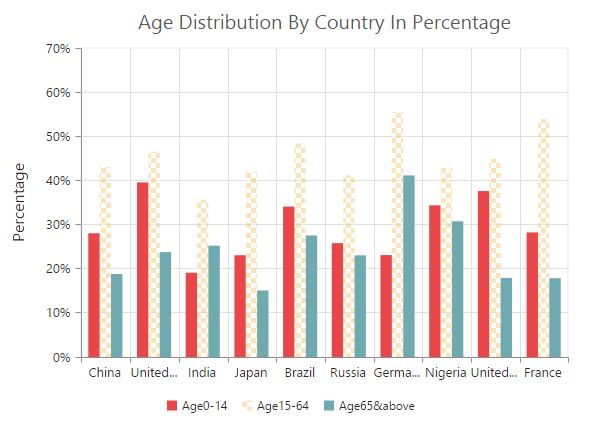 Age Distribution By Country In Percentage
Percentage
70%
60%
50%
40%
30%
20%
10%
0%
China United... India Japan Brazil Russia Germa... Nigeria United... France
Age0-14 Age15-64 Age65&above